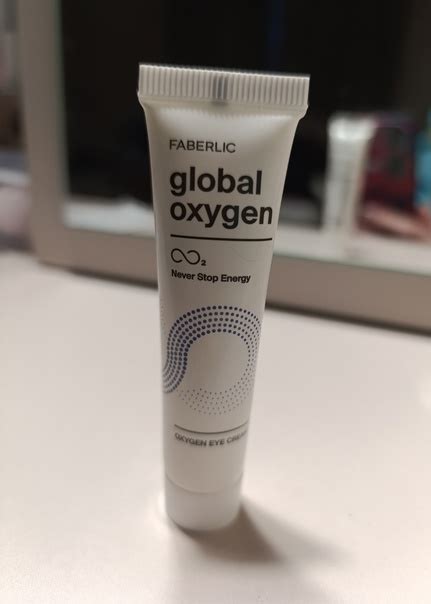 FABERLIC
global
oxygen
∞₂
Never Stop Energy
OXYGEN EYE CREAM